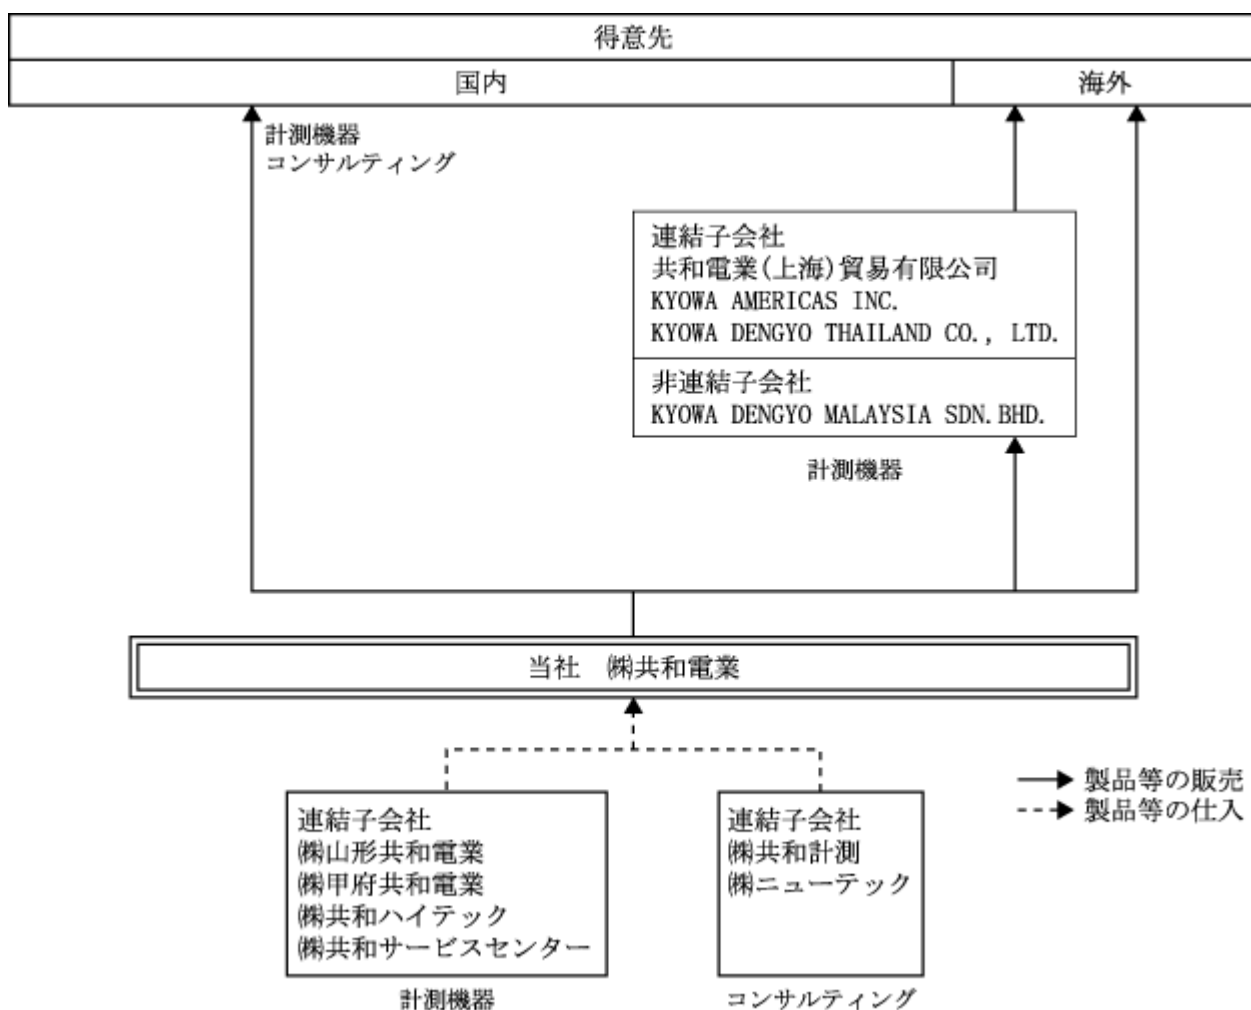 得意先
国内
海外
計測機器
コンサルティング
連結子会社
共和電業(上海)貿易有限公司
KYOWA AMERICAS INC.
KYOWA DENGYO THAILAND CO., LTD.
非連結子会社
KYOWA DENGYO MALAYSIA SDN.BHD.
計測機器
当社　㈱共和電業
製品等の販売
製品等の仕入
連結子会社
㈱山形共和電業
㈱甲府共和電業
㈱共和ハイテック
㈱共和サービスセンター
計測機器
連結子会社
㈱共和計測
㈱ニューテック
コンサルティング